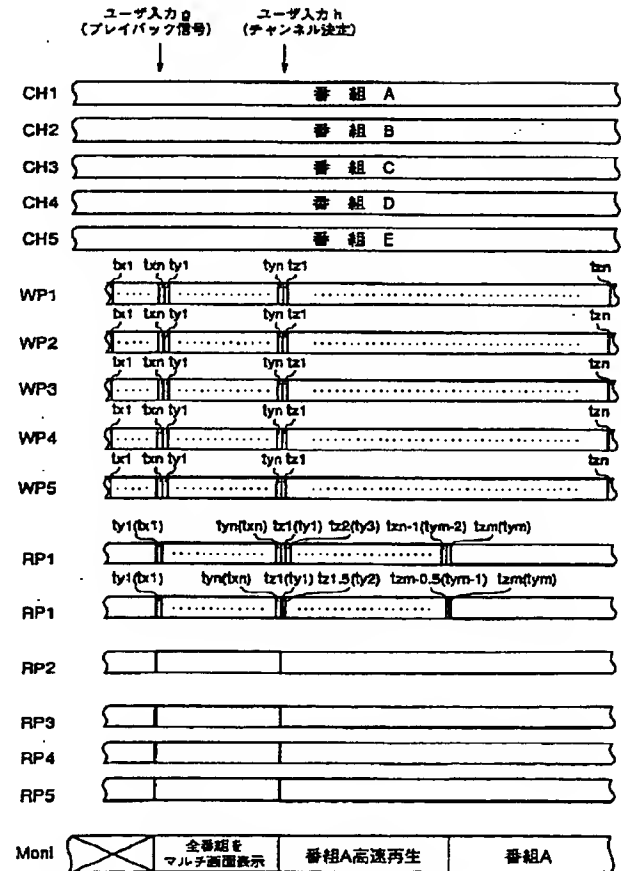 ユーザ入力 g ユーザ入力 h
(プレイバック信号) (チャンネル決定)
CH1 番 組 A
CH2 番 組 B
CH3 番 組 C
CH4 番 組 D
CH5 番 組 E
tx1 txn ty1 tyn tz1 tzn
WP1
tx1 txn ty1 tyn tz1 tzn
WP2
tx1 txn ty1 tyn tz1 tzn
WP3
tx1 txn ty1 tyn tz1 tzn
WP4
tx1 txn ty1 tyn tz1 tzn
WP5
ty1(tx1) tyn(txn) tz1(ty1) tz2(ty3) tzn-1(tym-2) tzm(tym)
RP1
ty1(tx1) tyn(txn) tz1(ty1) tz1.5(ty2) tzm-0.5(tym-1) tzm(tym)
RP1
RP2
RP3
RP4
RP5
Moni 全番組を 番組A高速再生 番組A
マルチ画面表示